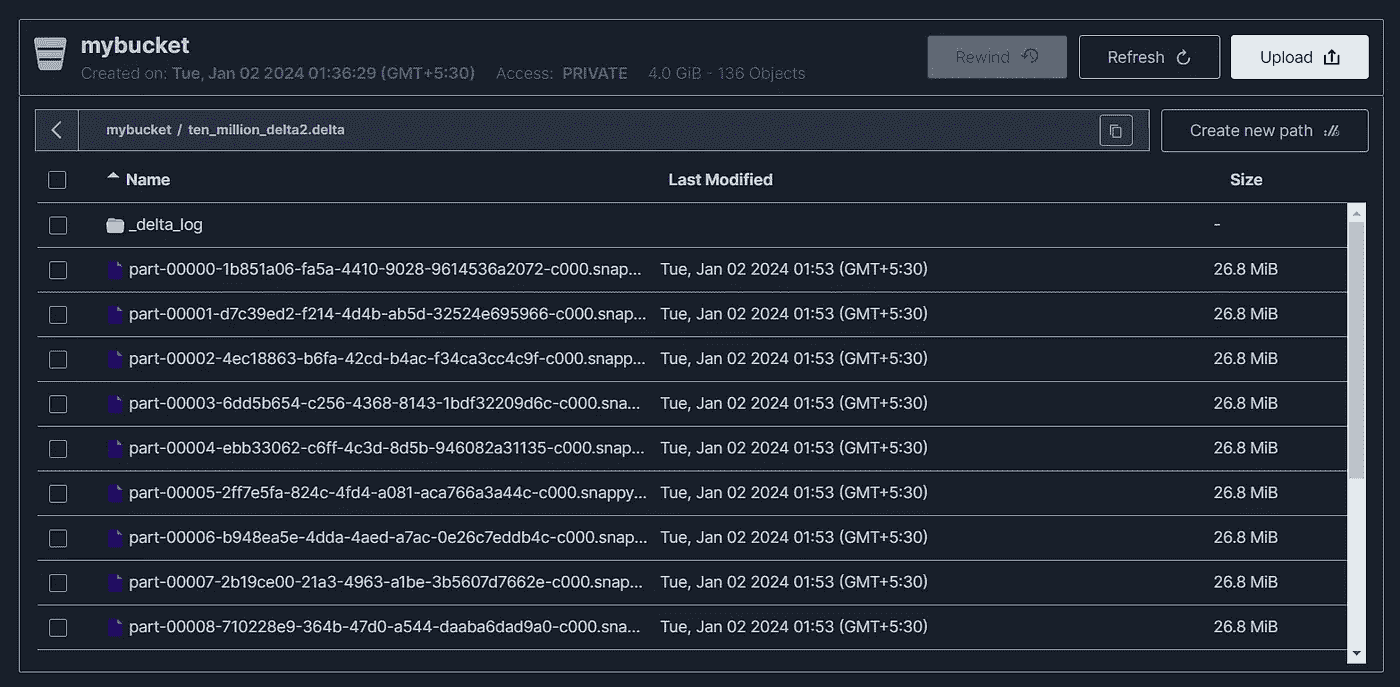 mybucket
Created on: Tue, Jan 02 2024 01:36:29 (GMT+5:30) Access: PRIVATE 4.0 GiB - 136 Objects
Rewind Refresh Upload
mybucket / ten_million_delta2.delta
Create new path
Name Last Modified Size
_delta_log -
part-00000-1b851a06-fa5a-4410-9028-9614536a2072-c000.snap... Tue, Jan 02 2024 01:53 (GMT+5:30) 26.8 MiB
part-00001-d7c39ed2-f214-4d4b-ab5d-32524e695966-c000.snap... Tue, Jan 02 2024 01:53 (GMT+5:30) 26.8 MiB
part-00002-4ec18863-b6fa-42cd-b4ac-f34ca3cc4c9f-c000.snapp... Tue, Jan 02 2024 01:53 (GMT+5:30) 26.8 MiB
part-00003-6dd5b654-c256-4368-8143-1bdf32209d6c-c000.sna... Tue, Jan 02 2024 01:53 (GMT+5:30) 26.8 MiB
part-00004-ebb33062-c6ff-4c3d-8d5b-946082a31135-c000.snap... Tue, Jan 02 2024 01:53 (GMT+5:30) 26.8 MiB
part-00005-2ff7e5fa-824c-4fd4-a081-aca766a3a44c-c000.snappy... Tue, Jan 02 2024 01:53 (GMT+5:30) 26.8 MiB
part-00006-b948ea5e-4dda-4aed-a7ac-0e26c7eddb4c-c000.snap... Tue, Jan 02 2024 01:53 (GMT+5:30) 26.8 MiB
part-00007-2b19ce00-21a3-4963-a1be-3b5607d7662e-c000.snap... Tue, Jan 02 2024 01:53 (GMT+5:30) 26.8 MiB
part-00008-710228e9-364b-47d0-a544-daaba6dad9a0-c000.sna... Tue, Jan 02 2024 01:53 (GMT+5:30) 26.8 MiB